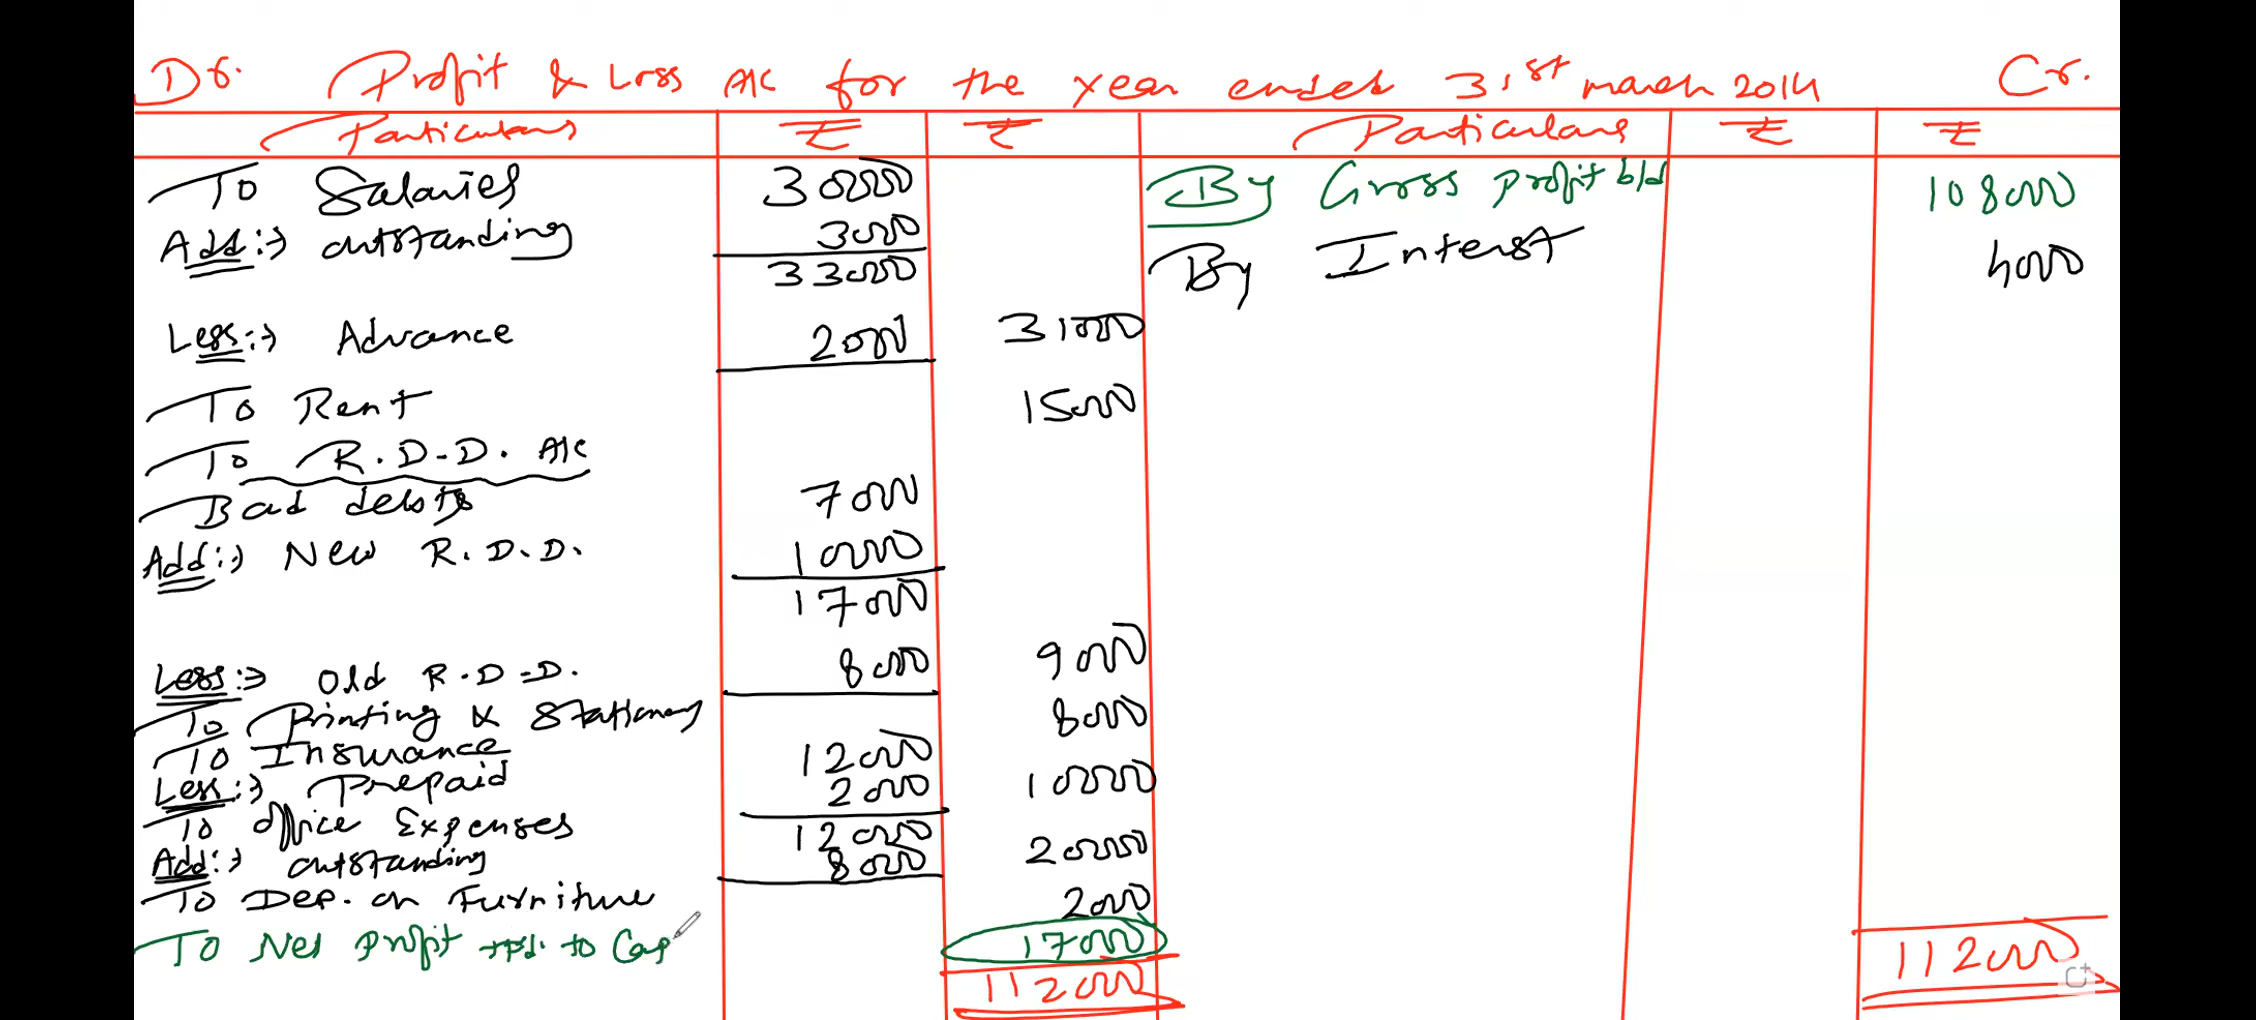 Dr. Profit & Loss A/c for the year ended 31st march 2014 Cr.
Particulars ₹ ₹ Particulars ₹ ₹
To Salaries 30000 By Gross profit b/d 108000
Add:→ outstanding 3000 By Interst 4000
33000
Less:→ Advance 2000 31000
To Rent 15000
To R.D.D. A/c
Bad debts 7000
Add:→ New R.D.D. 10000
17000
Less:→ Old R.D.D. 8000 9000
To Printing & Stationery 8000
To Insurance 12000
Less:→ Prepaid 2000 10000
To office Expenses 12000
Add:→ outstanding 8000 20000
To Dep. on Furniture 2000
To Net Profit trfd. to Cap 17000
112000 112000